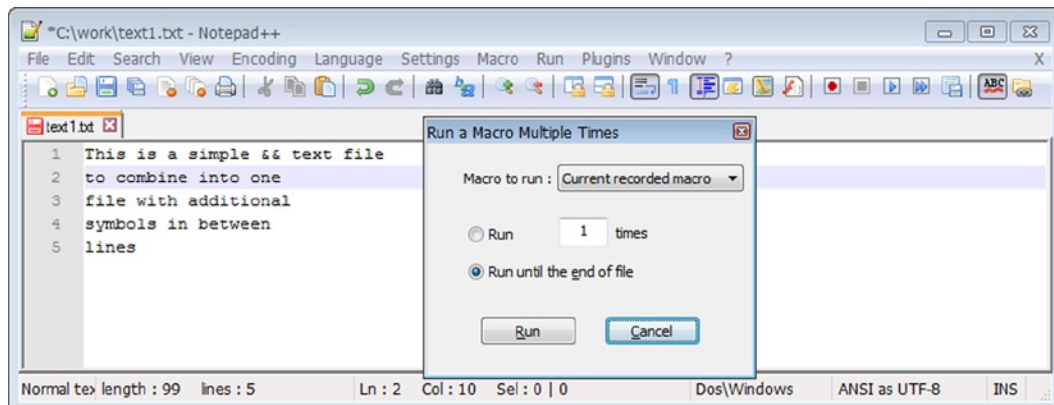 *C:\work\text1.txt - Notepad++
File Edit Search View Encoding Language Settings Macro Run Plugins Window ? X
ABC
text1.txt
1 This is a simple && text file
2 to combine into one
3 file with additional
4 symbols in between
5 lines
Run a Macro Multiple Times
Macro to run : Current recorded macro
Run 1 times
Run until the end of file
Run Cancel
Normal tex length : 99 lines : 5 Ln : 2 Col : 10 Sel : 0 | 0 Dos\Windows ANSI as UTF-8 INS